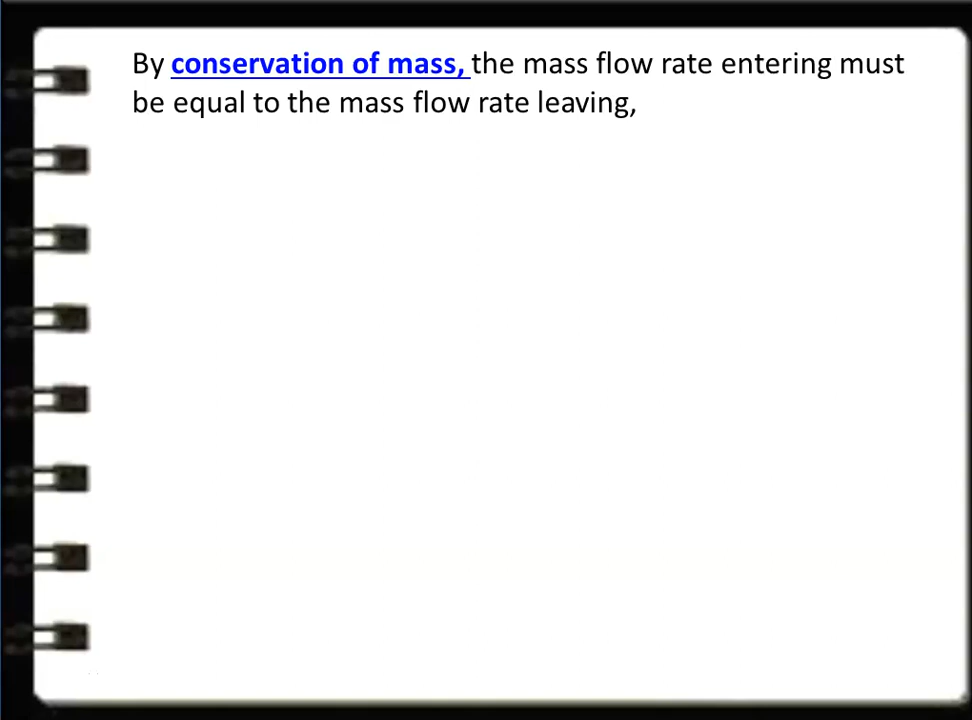 By conservation of mass, the mass flow rate entering must
be equal to the mass flow rate leaving,